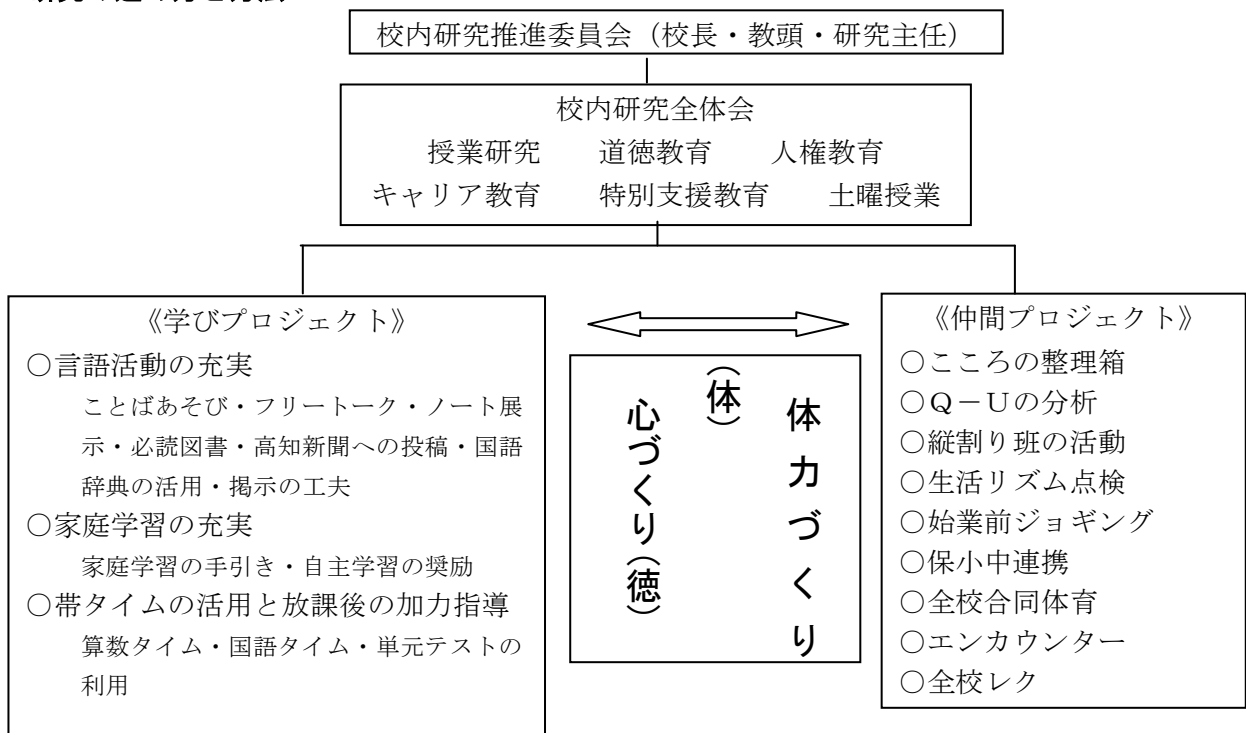 校内研究推進委員会（校長・教頭・研究主任）
校内研究全体会
授業研究　道徳教育　人権教育
キャリア教育　特別支援教育　土曜授業
《学びプロジェクト》
○言語活動の充実
ことばあそび・フリートーク・ノート展
示・必読図書・高知新聞への投稿・国語
辞典の活用・掲示の工夫
○家庭学習の充実
家庭学習の手引き・自主学習の奨励
○帯タイムの活用と放課後の加力指導
算数タイム・国語タイム・単元テストの
利用
体力づくり
（体）
心づくり（徳）
《仲間プロジェクト》
○こころの整理箱
○Ｑ－Ｕの分析
○縦割り班の活動
○生活リズム点検
○始業前ジョギング
○保小中連携
○全校合同体育
○エンカウンター
○全校レク